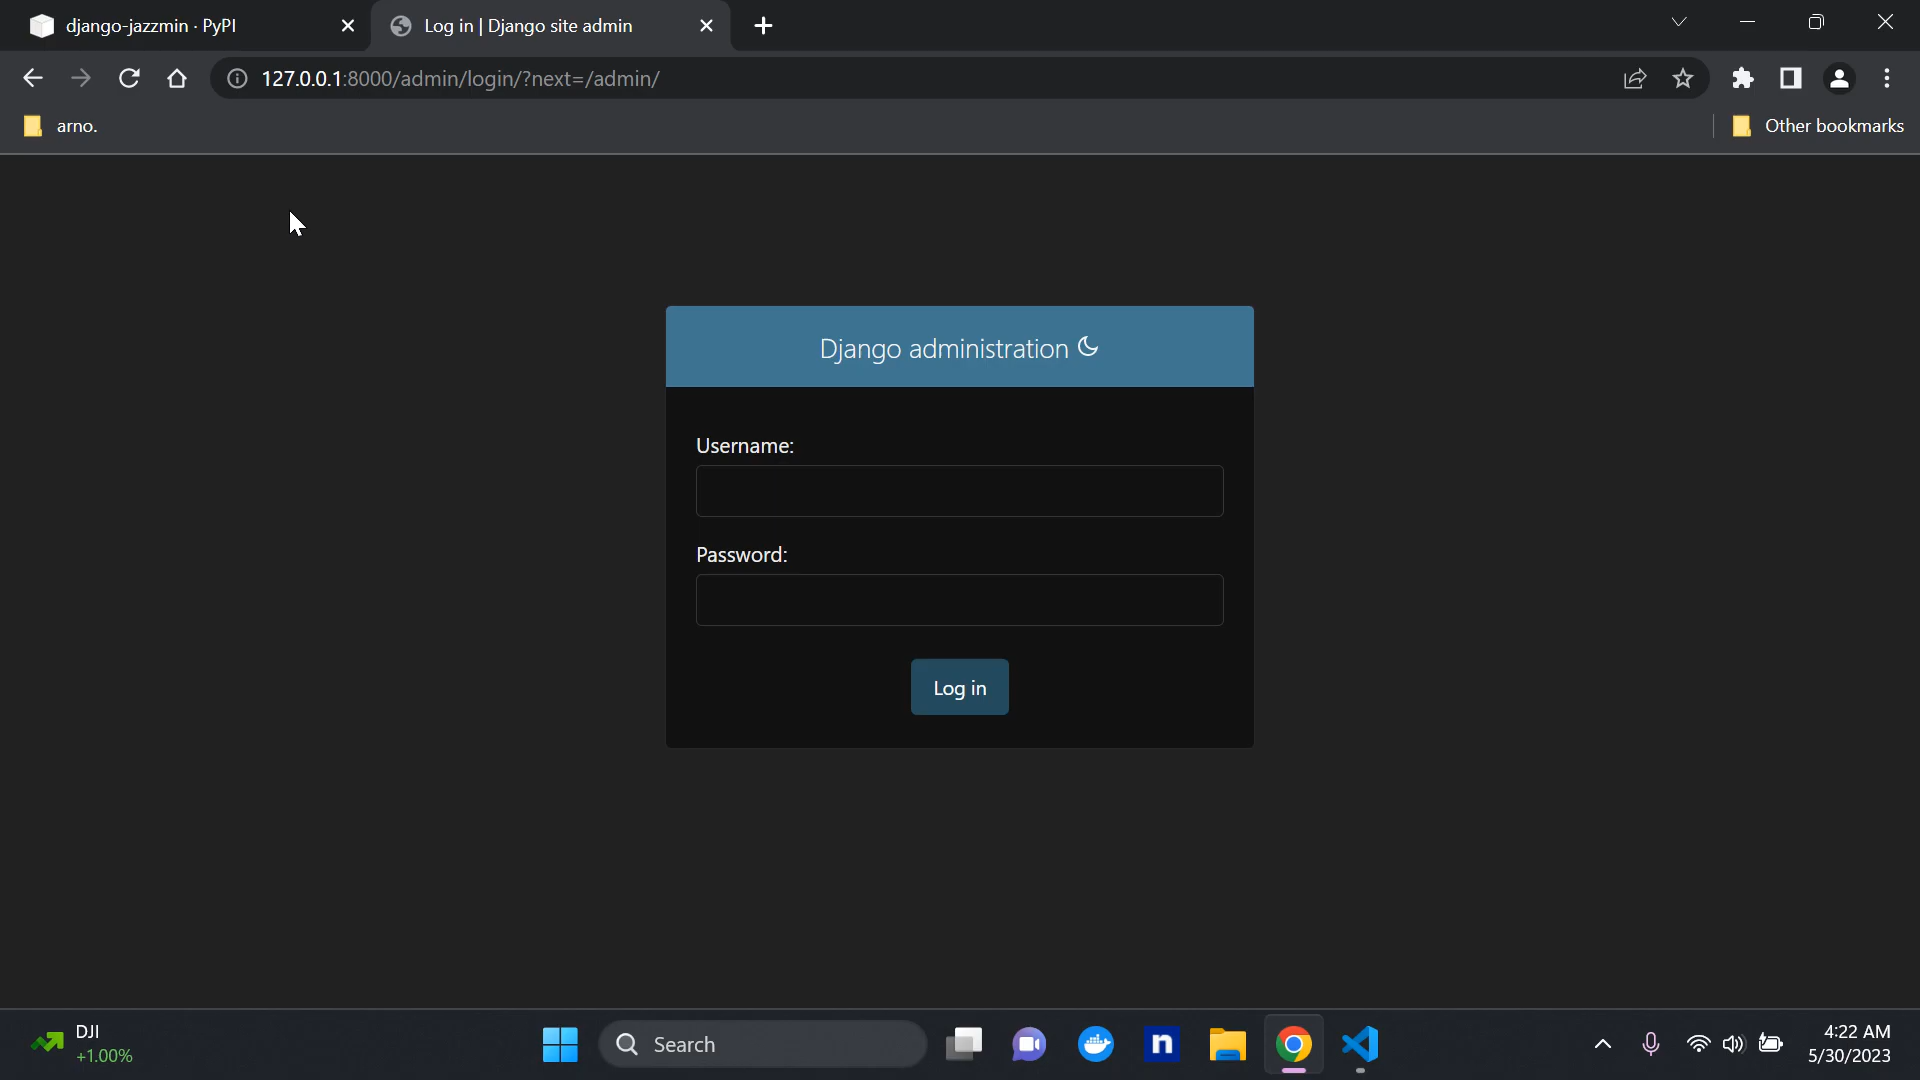 django-jazzmin · PyPI
Log in | Django site admin
127.0.0.1:8000/admin/login/?next=/admin/
arno.
Other bookmarks
Django administration
Username:
Password:
Log in
DJI
+1.00%
Search
n
4:22 AM
5/30/2023